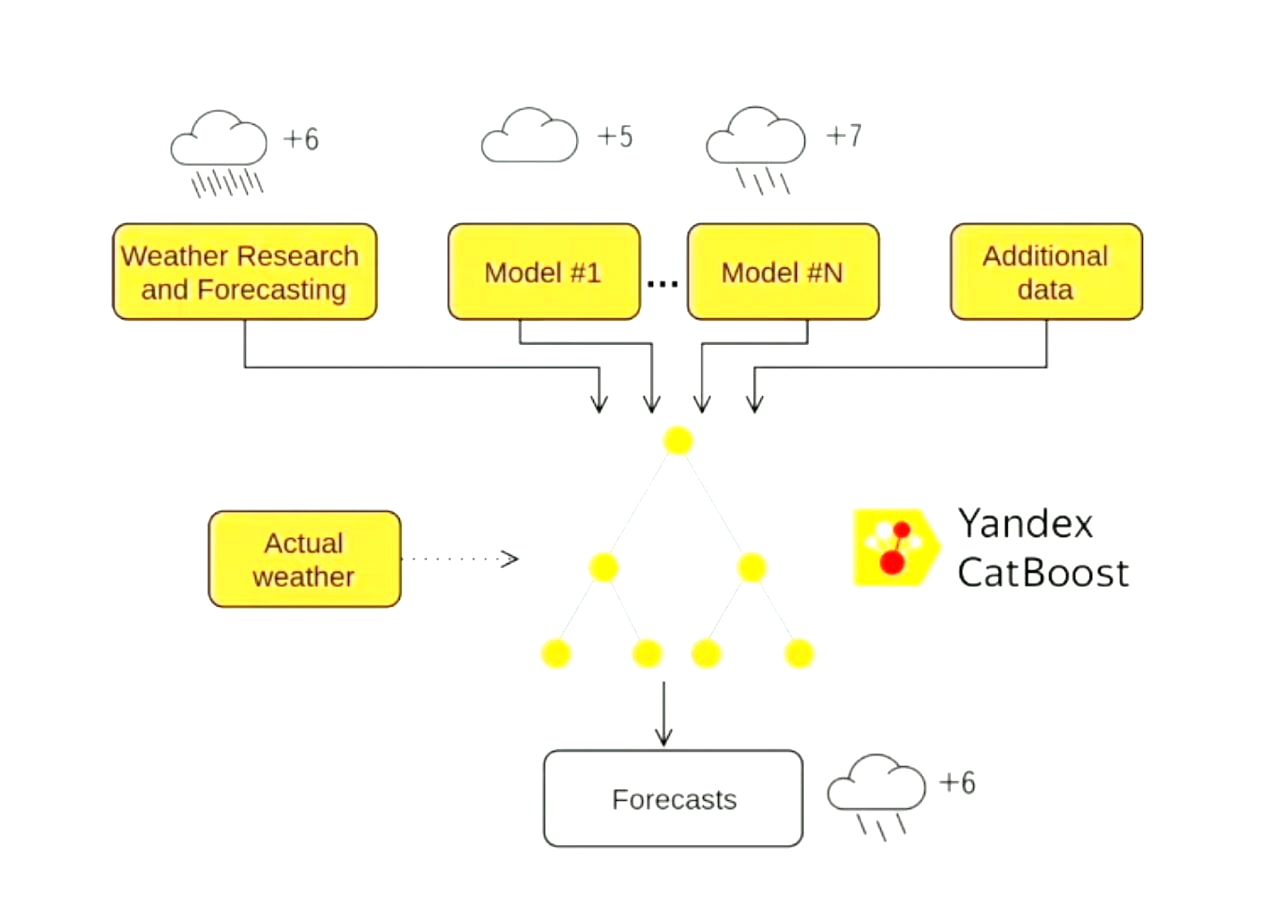 +6
+5
+7
Weather Research
and Forecasting
Model #1
...
Model #N
Additional
data
Actual
weather
Yandex
CatBoost
Forecasts
+6